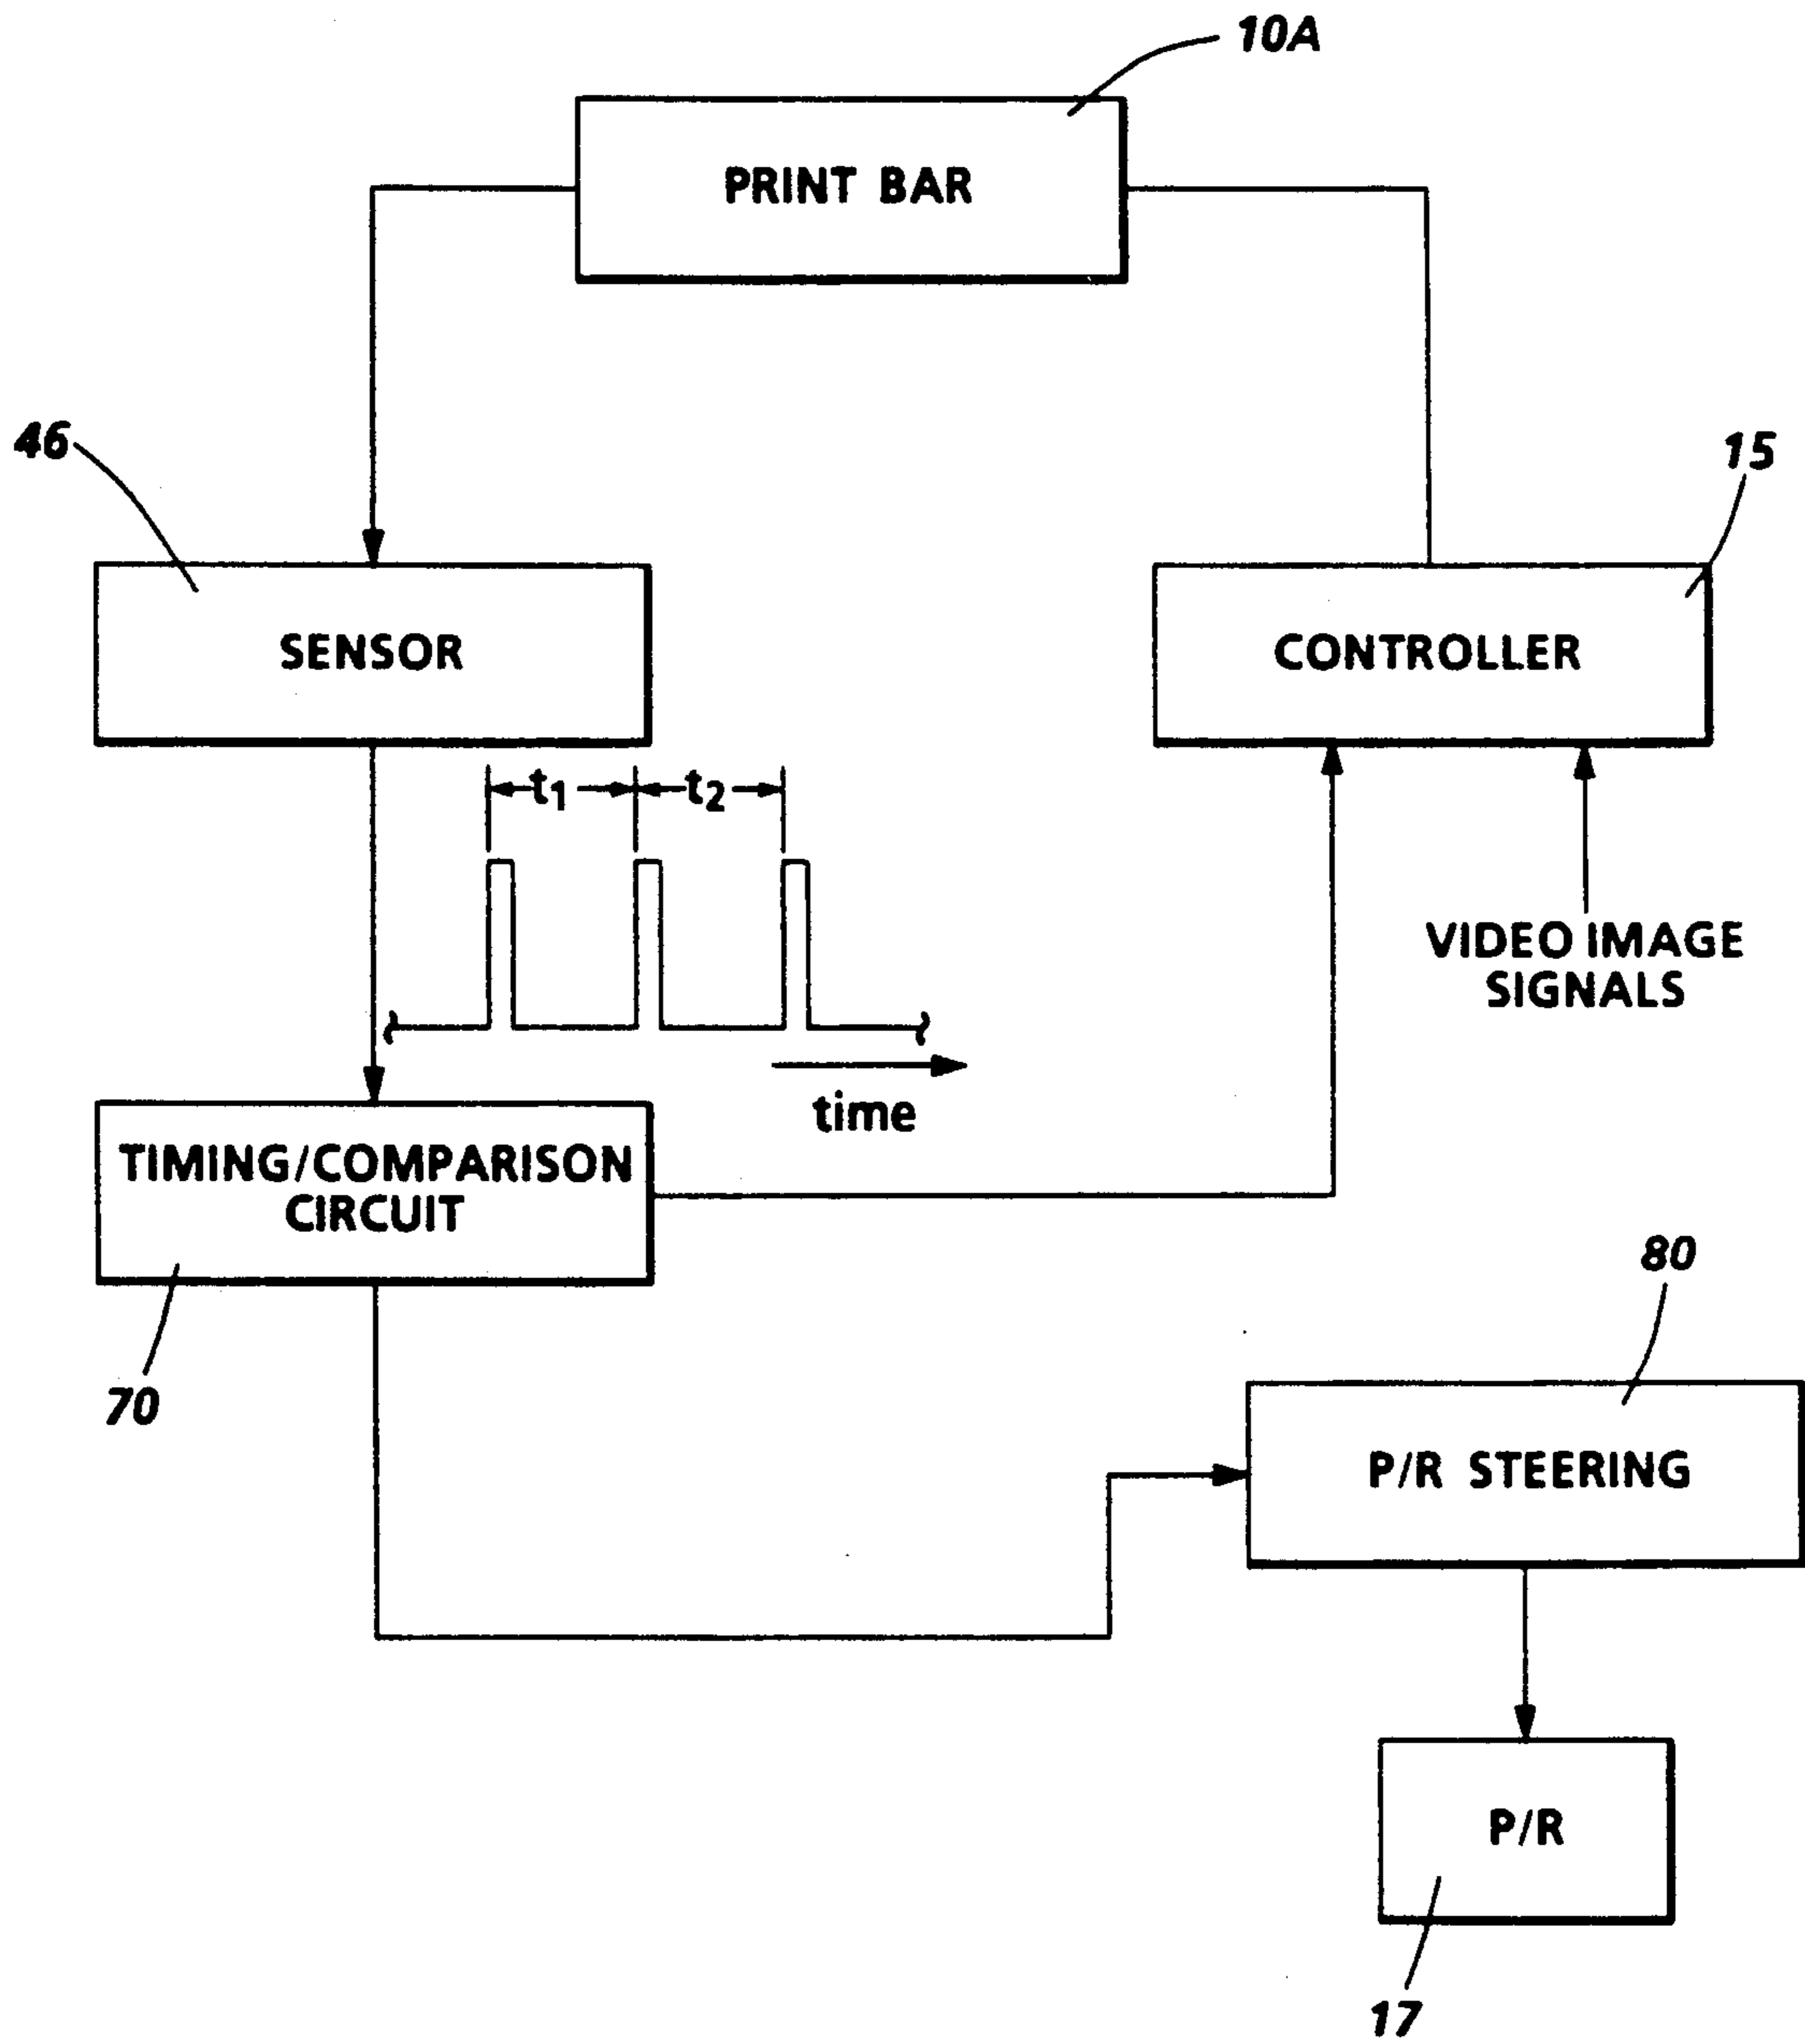 10A
PRINT BAR
46
15
SENSOR
CONTROLLER
t1
t2
VIDEO IMAGE
SIGNALS
time
TIMING/COMPARISON
CIRCUIT
80
70
P/R STEERING
P/R
17